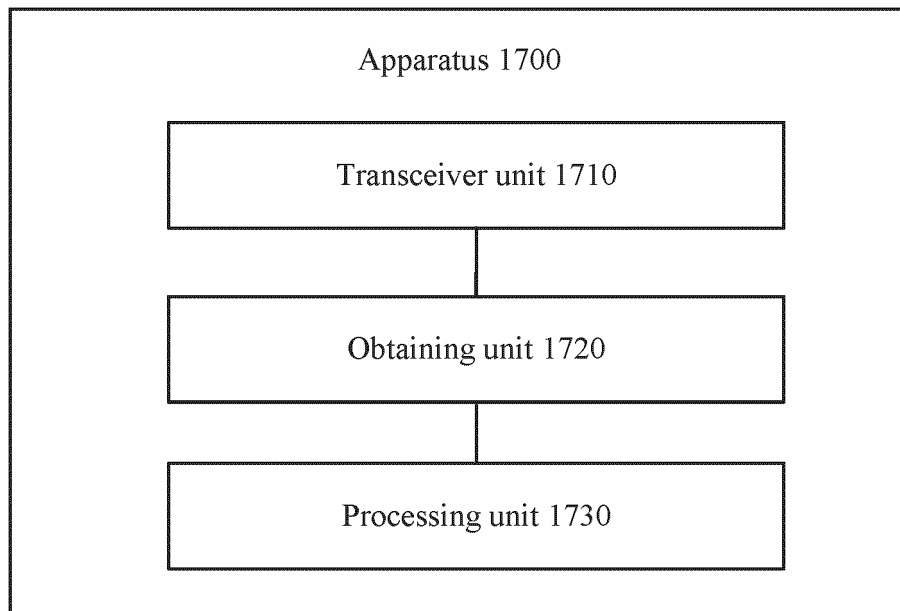 Apparatus 1700
Transceiver unit 1710
Obtaining unit 1720
Processing unit 1730